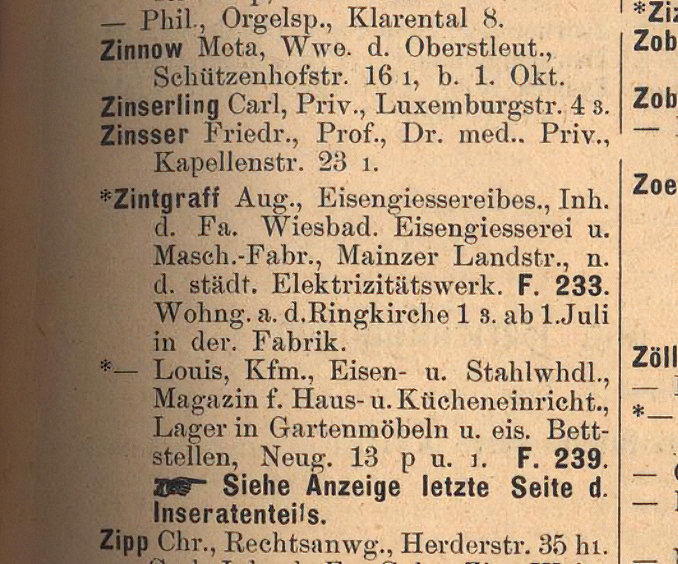 — Phil., Orgelsp., Klarental 8.
Zinnow Meta, Wwe. d. Oberstleut.,
Schützenhofstr. 16 1, b. 1. Okt.
Zinserling Carl, Priv., Luxemburgstr. 4 3.
Zinsser Friedr., Prof., Dr. med.. Priv.,
Kapellenstr. 23 1.
*Zintgraff Aug., Eisengiessereibes., Inh.
d. Fa. Wiesbad. Eisengiesserei u.
Masch.-Fabr., Mainzer Landstr., n.
d. städt. Elektrizitätswerk. F. 233.
Wohng. a. d.Ringkirche 1 3. ab 1.Juli
in der. Fabrik.
*— Louis, Kfm., Eisen- u. Stahlwhdl.,
Magazin f. Haus- u. Kücheneinricht.,
Lager in Gartenmöbeln u. eis. Bett-
stellen, Neug. 13 p u. 1. F. 239.
☛ Siehe Anzeige letzte Seite d.
Inseratenteils.
Zipp Chr., Rechtsanwg., Herderstr. 35 h1.
*Ziz
Zob
Zob
—
Zoe
Zöll
—
*—
—
—